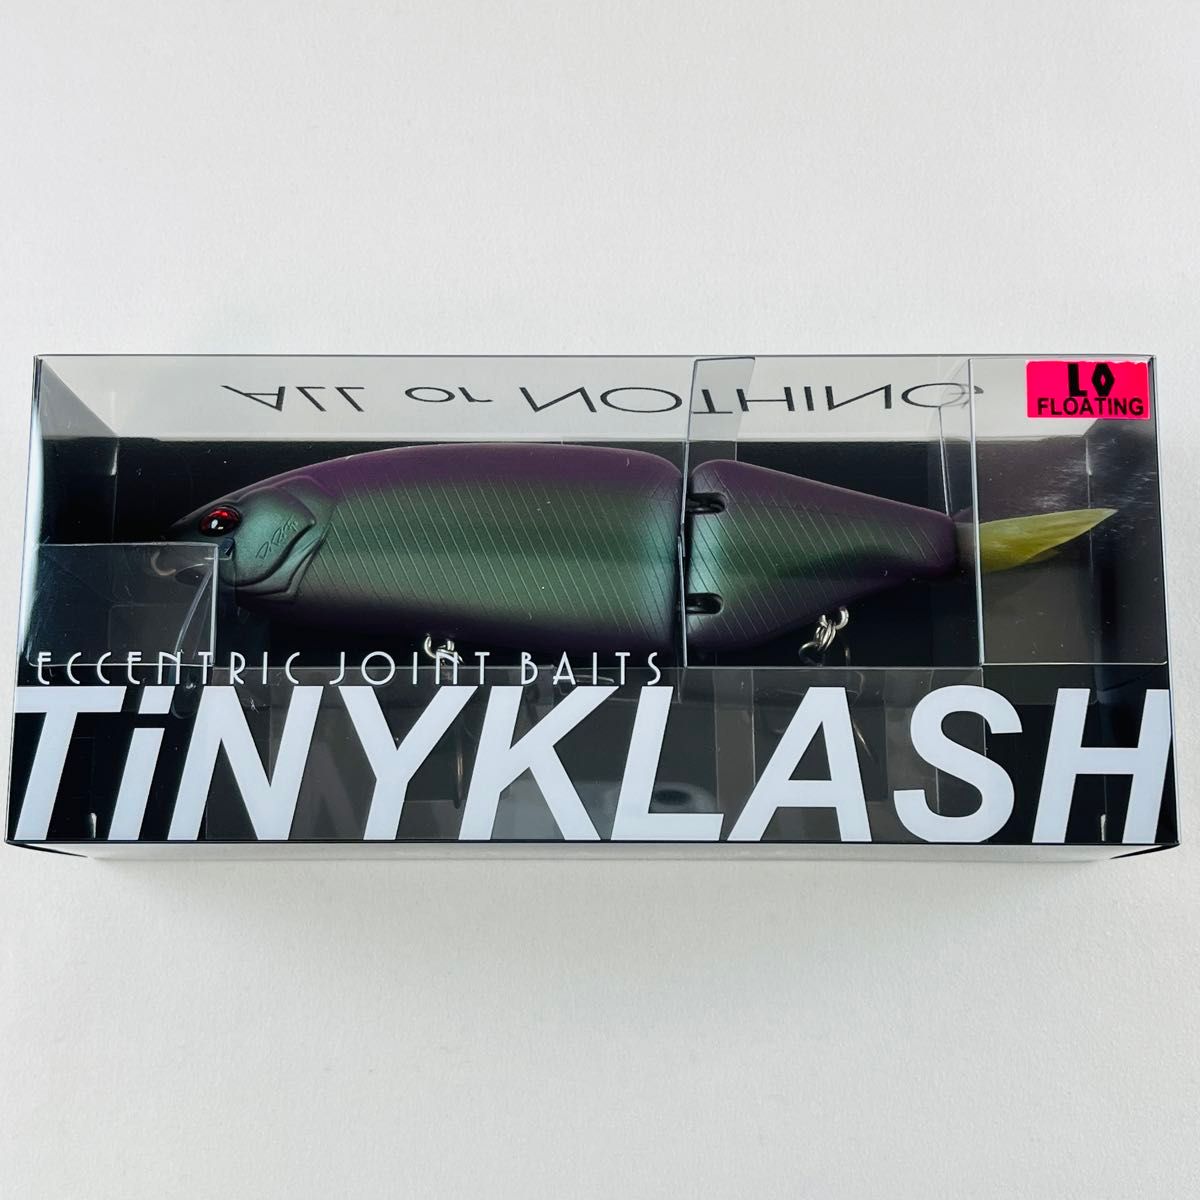 ALL or NOTHING
LO
FLOATING
ECCENTRIC JOINT BAITS
TiNYKLASH